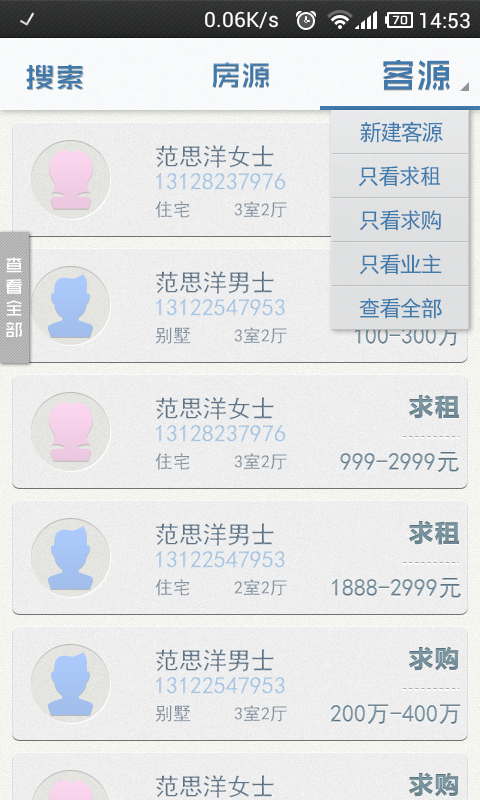 0.06K/s 70 14:53
搜索 房源 客源
新建客源
只看求租
只看求购
只看业主
查看全部
查看全部
范思洋女士
13128237976
住宅 3室2厅
范思洋男士
13122547953
别墅 3室2厅 100-300万
范思洋女士 求租
13128237976
住宅 3室2厅 999-2999元
范思洋男士 求租
13122547953
住宅 2室2厅 1888-2999元
范思洋男士 求购
13122547953
别墅 3室2厅 200万-400万
范思洋女士 求购